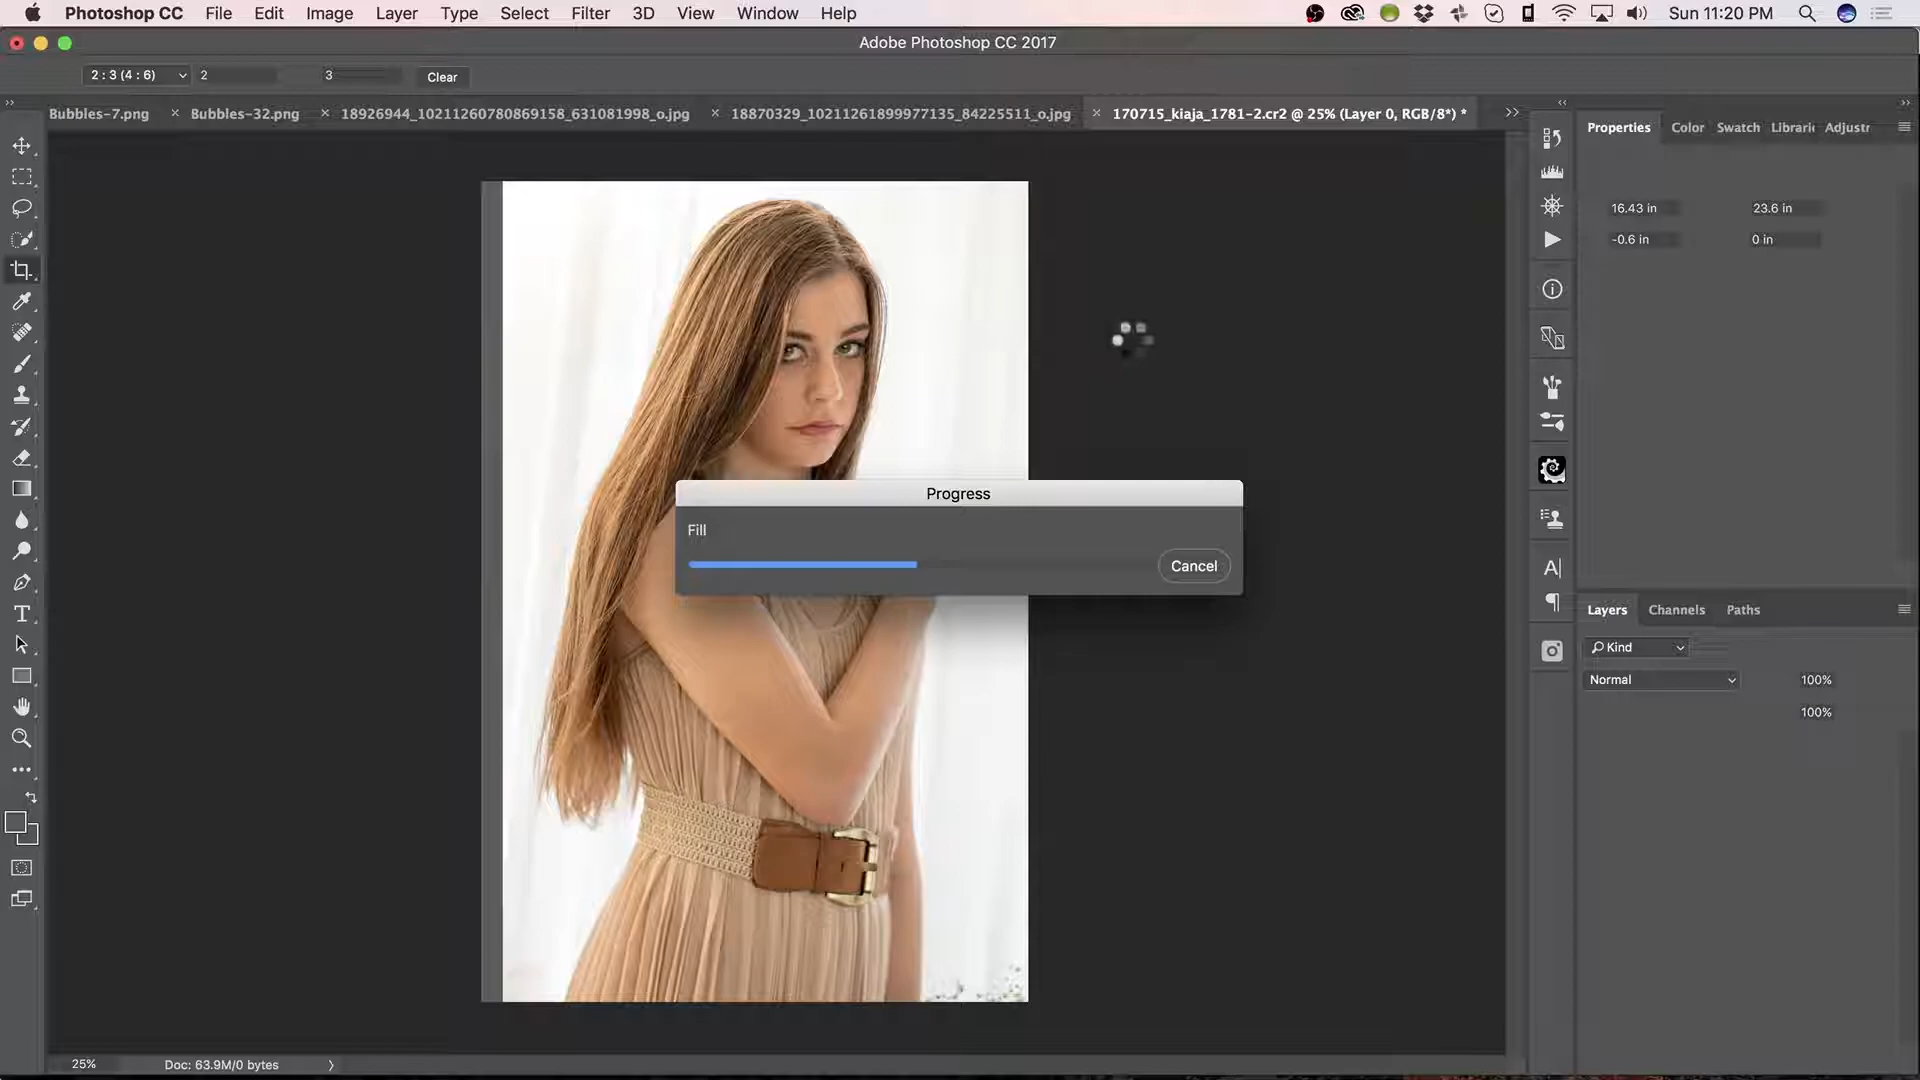 Photoshop CC File Edit Image Layer Type Select Filter 3D View Window Help Sun 11:20 PM
Adobe Photoshop CC 2017
2 : 3 (4 : 6) 2 3 Clear
Bubbles-7.png × Bubbles-32.png × 18926944_10211260780869158_631081998_o.jpg × 18870329_10211261899977135_84225511_o.jpg × 170715_kiaja_1781-2.cr2 @ 25% (Layer 0, RGB/8*) *
Properties Color Swatch Librari Adjustr
16.43 in 23.6 in
-0.6 in 0 in
Progress
Fill
Cancel
Layers Channels Paths
Kind
Normal 100%
100%
25% Doc: 63.9M/0 bytes